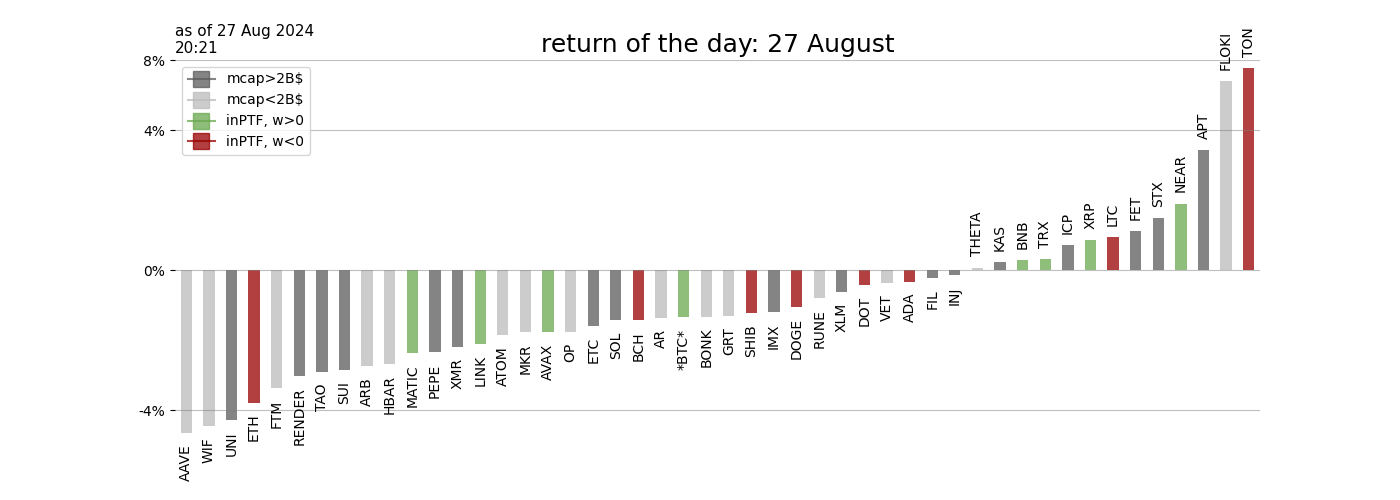 as of 27 Aug 2024
20:21
return of the day: 27 August
8%
4%
0%
-4%
mcap>2B$
mcap<2B$
inPTF, w>0
inPTF, w<0
AAVE
WIF
UNI
ETH
FTM
RENDER
TAO
SUI
ARB
HBAR
MATIC
PEPE
XMR
LINK
ATOM
MKR
AVAX
OP
ETC
SOL
BCH
AR
*BTC*
BONK
GRT
SHIB
IMX
DOGE
RUNE
XLM
DOT
VET
ADA
FIL
INJ
THETA
KAS
BNB
TRX
ICP
XRP
LTC
FET
STX
NEAR
APT
FLOKI
TON